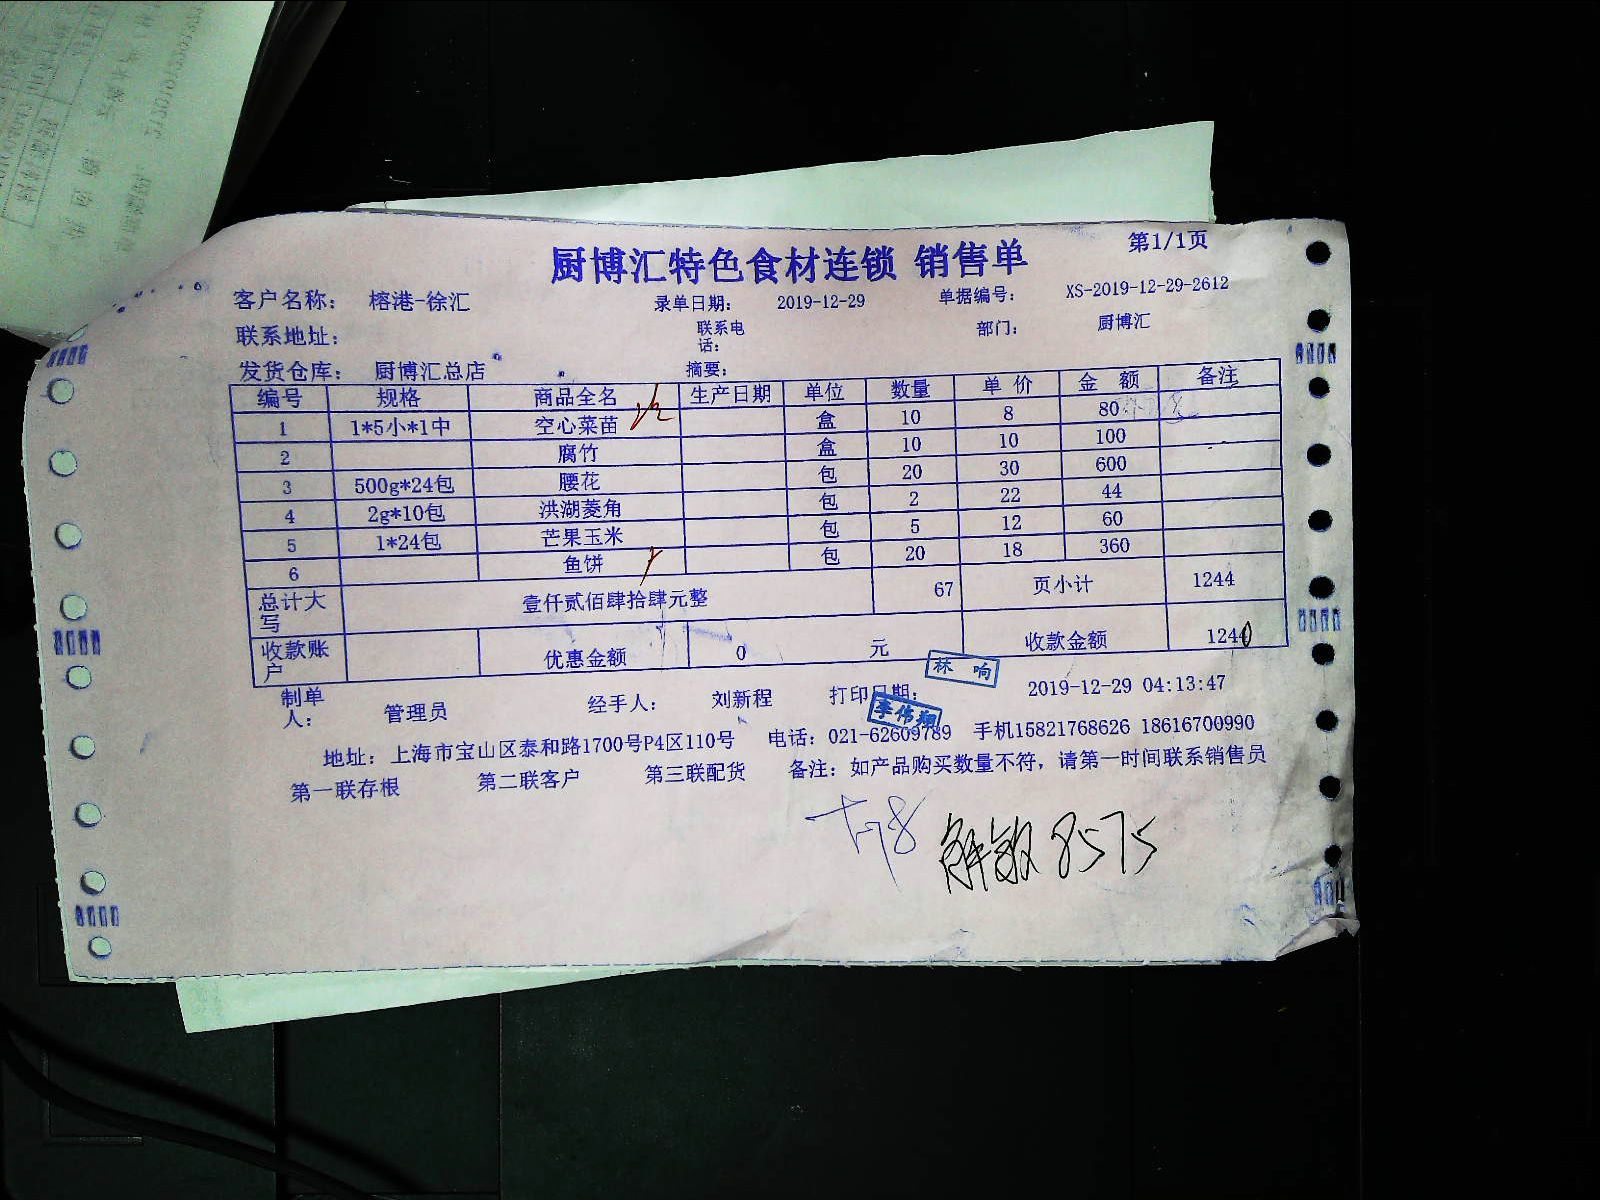 厨博汇特色食材连锁 销售单
第1/1页
客户名称： 榕港-徐汇 录单日期： 2019-12-29 单据编号： XS-2019-12-29-2612
联系地址： 联系电话： 部门： 厨博汇
发货仓库： 厨博汇总店 摘要：
编号 规格 商品全名 生产日期 单位 数量 单价 金额 备注
1 1*5小*1中 空心菜苗 盒 10 8 80
2 腐竹 盒 10 10 100
3 500g*24包 腰花 包 20 30 600
4 2g*10包 洪湖菱角 包 2 22 44
5 1*24包 芒果玉米 包 5 12 60
6 鱼饼 包 20 18 360
总计大写 壹仟贰佰肆拾肆元整 67 页小计 1244
收款账户 优惠金额 0 元 收款金额 1240
林响
制单人： 管理员 经手人： 刘新程 打印日期： 2019-12-29 04:13:47
李伟翔
地址：上海市宝山区泰和路1700号P4区110号 电话：021-62609789 手机15821768626 18616700990
第一联存根 第二联客户 第三联配货 备注：如产品购买数量不符，请第一时间联系销售员
8575